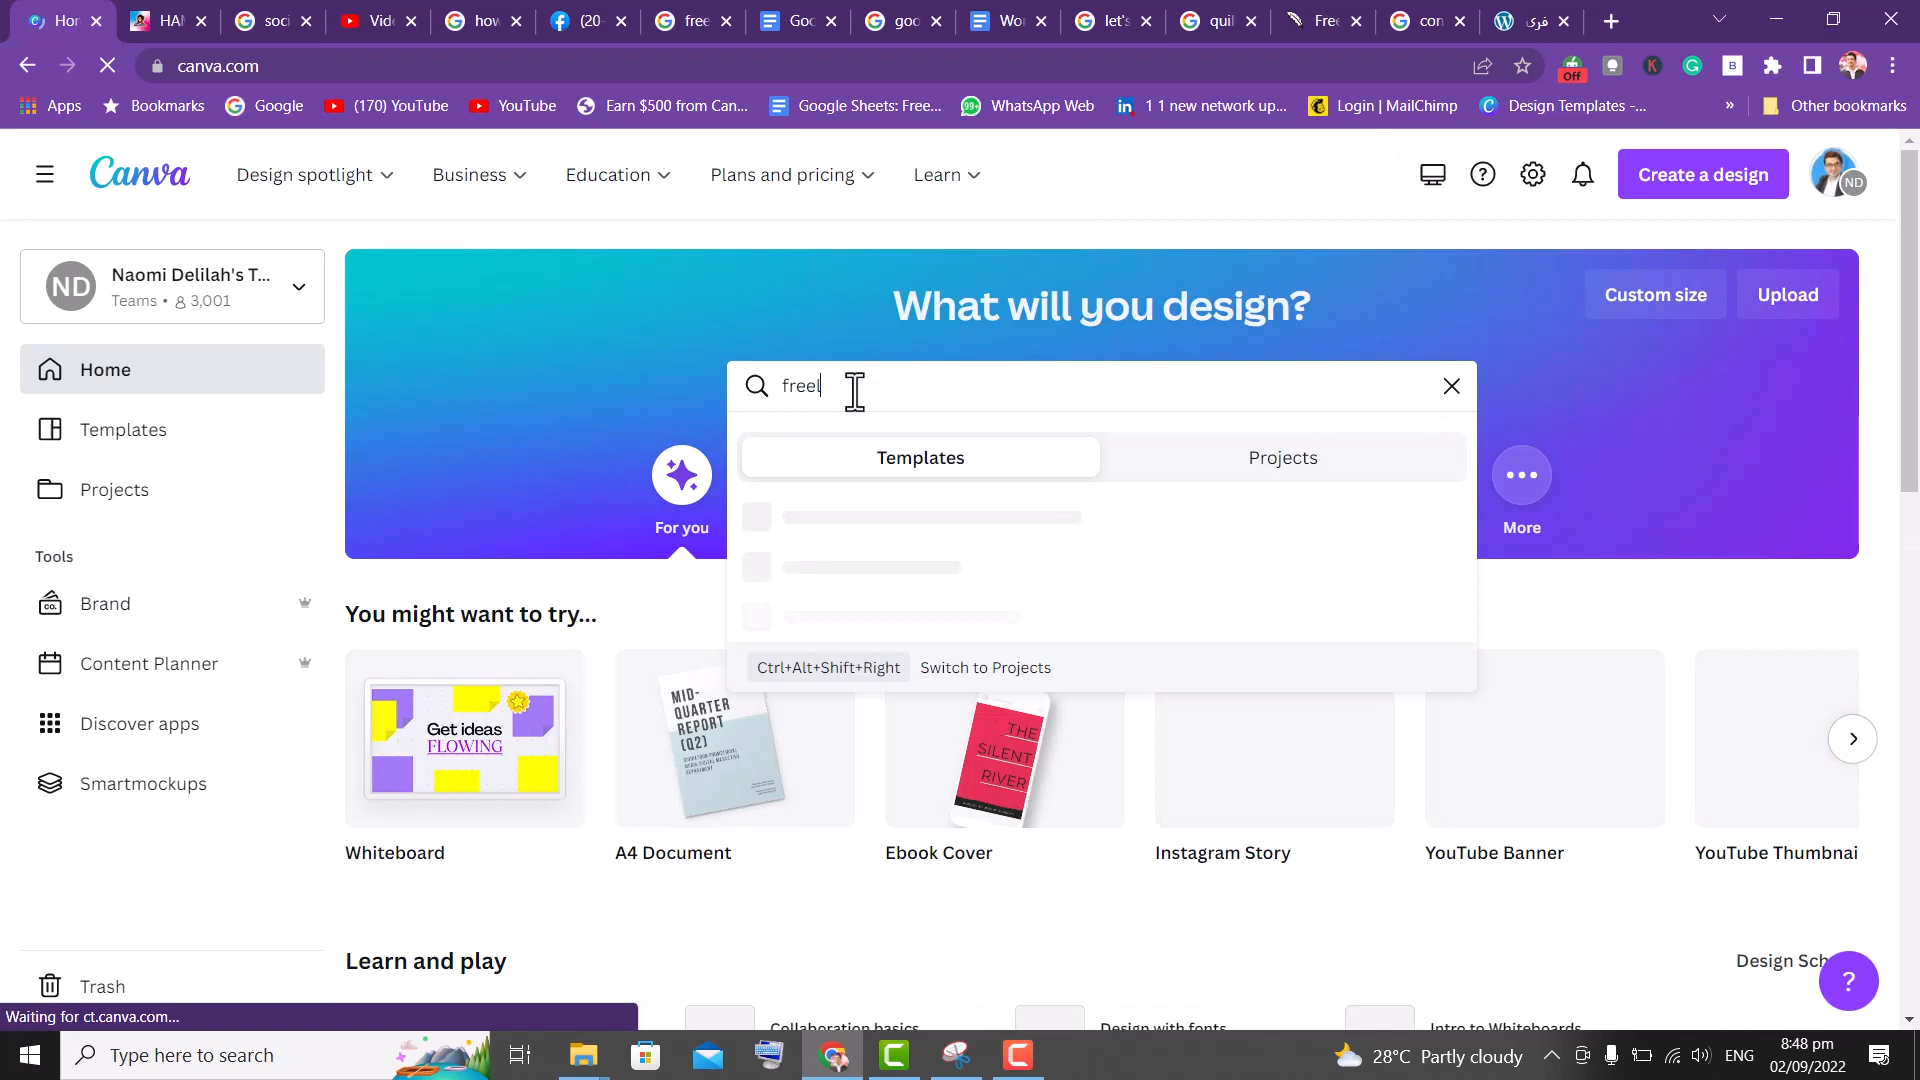 Hor
HAN
soci
Vide
how
(20-
free
Goo
goo
Wor
let's
quil
Free
con
فری
canva.com
Off
Apps
Bookmarks
Google
(170) YouTube
YouTube
Earn $500 from Can...
Google Sheets: Free...
99+
WhatsApp Web
1 1 new network up...
Login | MailChimp
Design Templates -...
»
Other bookmarks
Canva
Design spotlight
Business
Education
Plans and pricing
Learn
Create a design
ND
ND
Naomi Delilah's T...
Teams • 3,001
Home
Templates
Projects
Tools
Brand
Content Planner
Discover apps
Smartmockups
Trash
What will you design?
Custom size
Upload
freel
Templates
Projects
For you
More
Ctrl+Alt+Shift+Right Switch to Projects
You might want to try...
Get ideas
FLOWING
MID-
QUARTER
REPORT
(Q2)
THE
SILENT
RIVER
Whiteboard
A4 Document
Ebook Cover
Instagram Story
YouTube Banner
YouTube Thumbnai
Learn and play
Design Sch
?
Collaboration basics
Design with fonts
Intro to Whiteboards
Waiting for ct.canva.com...
Type here to search
28°C Partly cloudy
ENG
8:48 pm
02/09/2022